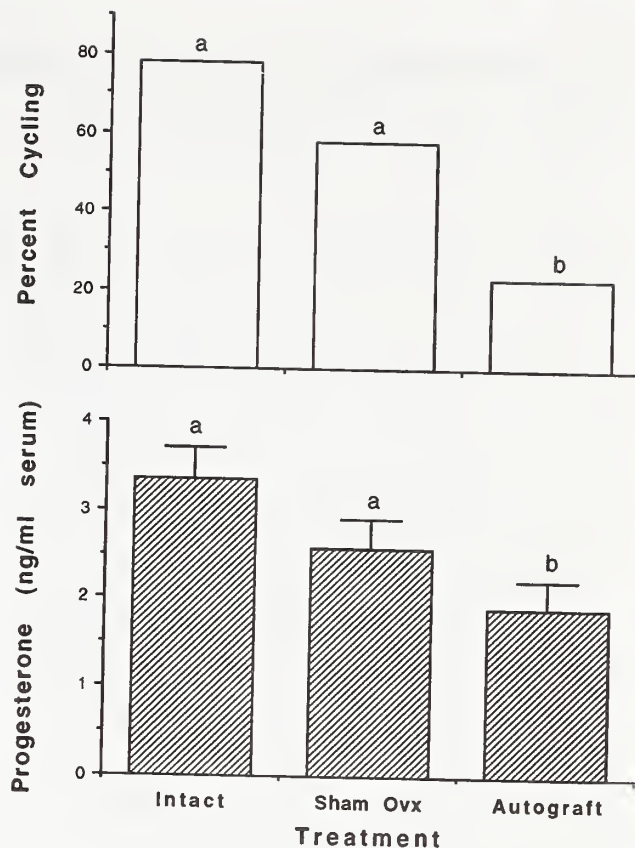 Percent Cycling
80
60
40
20
0
a
a
b
Progesterone (ng/ml serum)
4
3
2
1
0
a
a
b
Intact Sham Ovx Autograft
Treatment